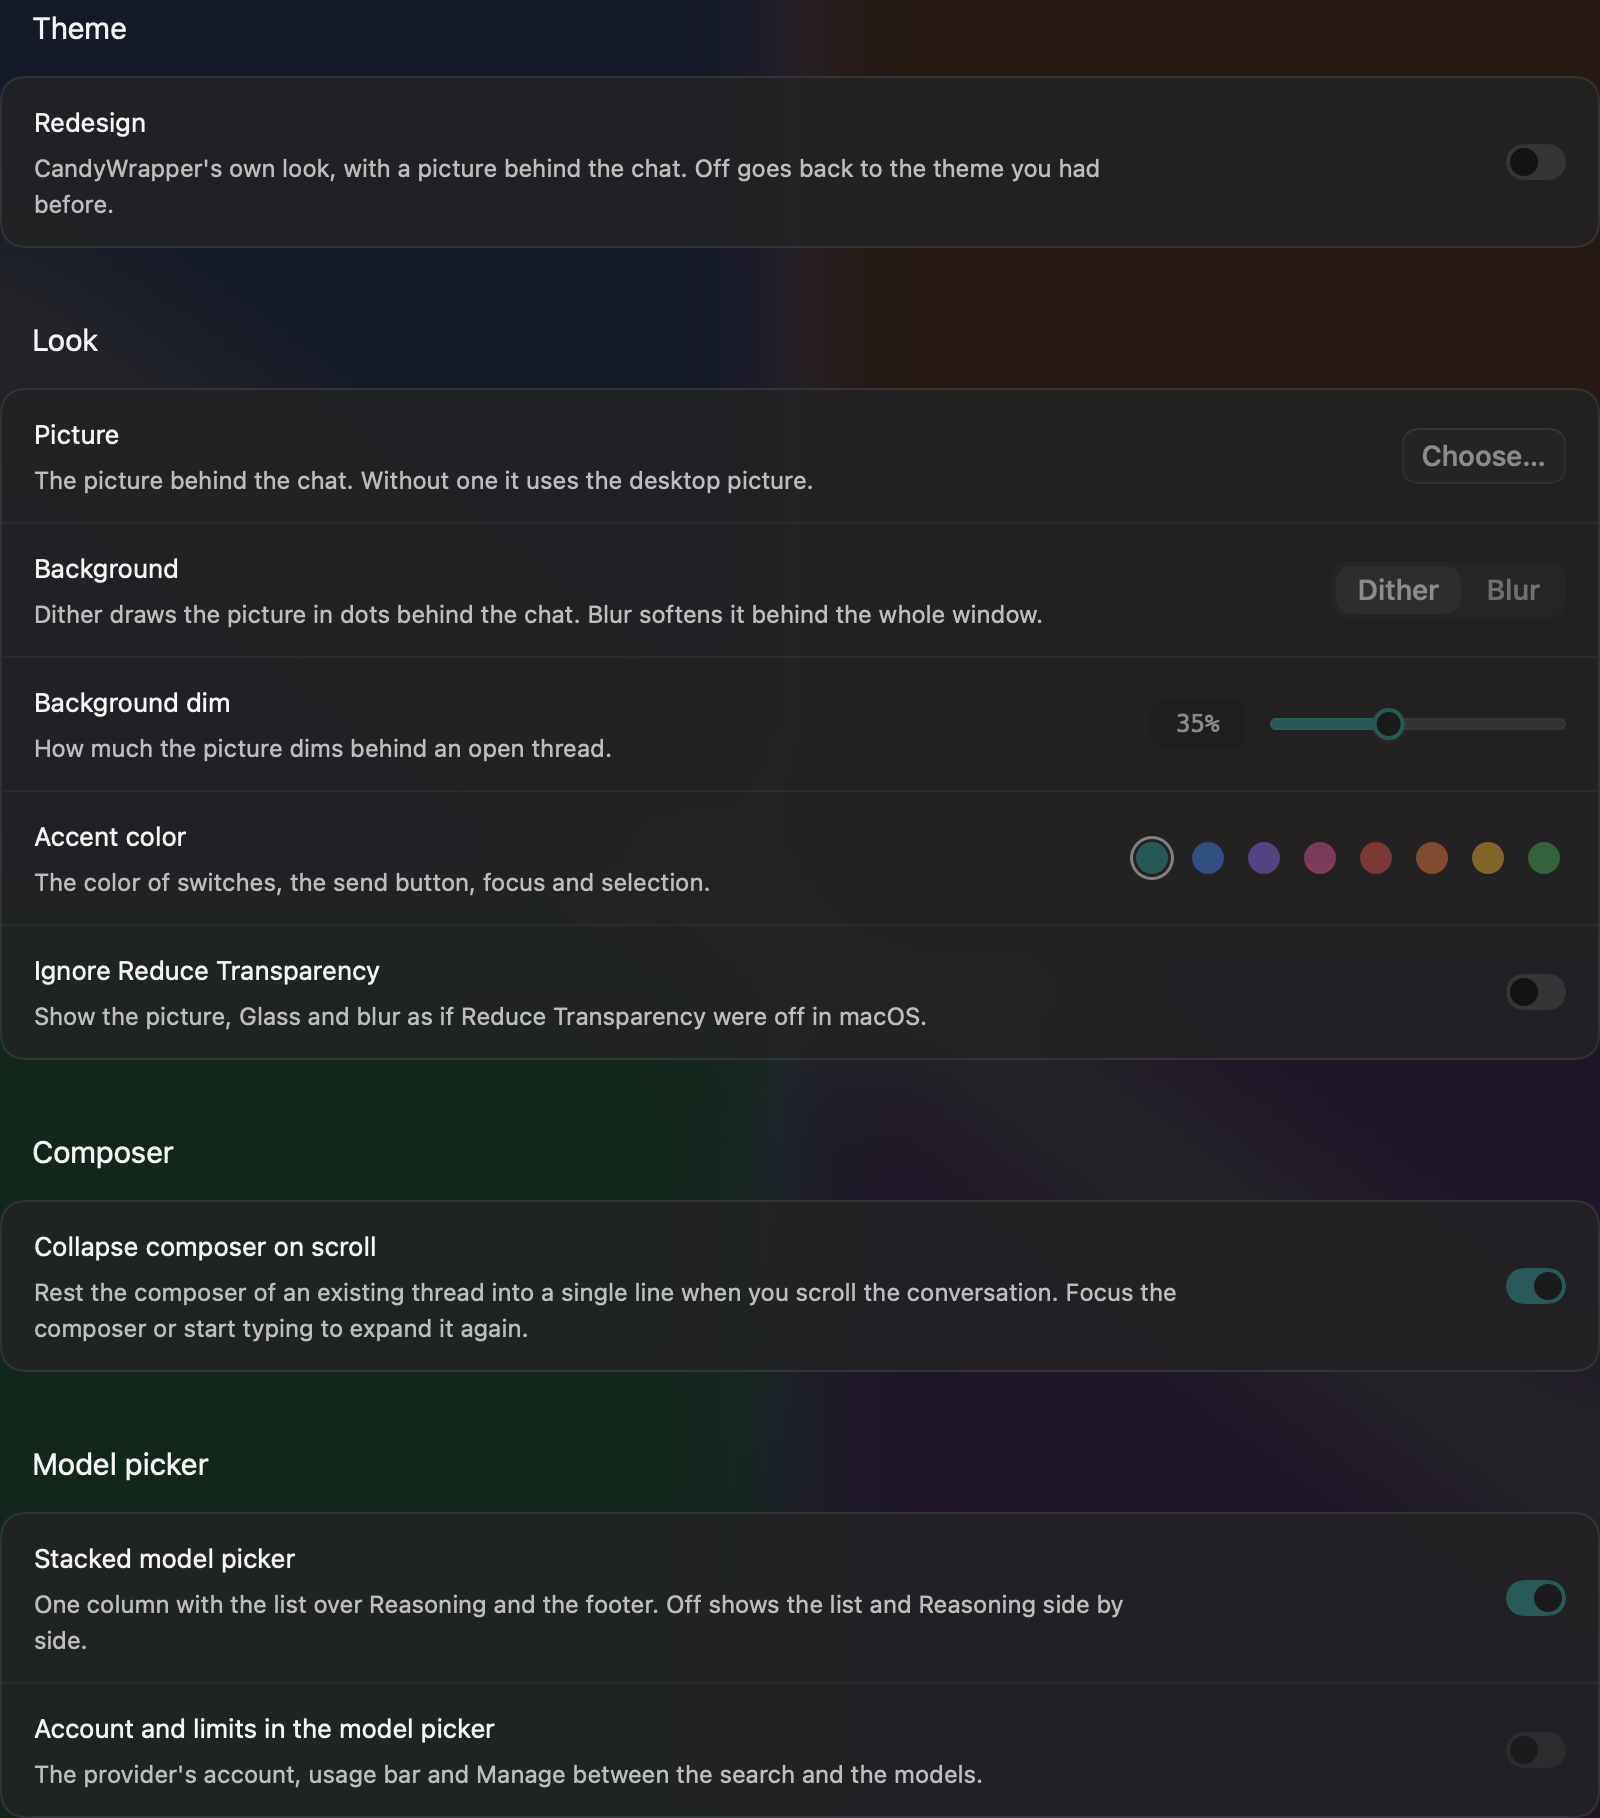 Theme
Redesign
CandyWrapper's own look, with a picture behind the chat. Off goes back to the theme you had
before.
Look
Picture
The picture behind the chat. Without one it uses the desktop picture.
Choose...
Background
Dither draws the picture in dots behind the chat. Blur softens it behind the whole window.
Dither Blur
Background dim
How much the picture dims behind an open thread.
35%
Accent color
The color of switches, the send button, focus and selection.
Ignore Reduce Transparency
Show the picture, Glass and blur as if Reduce Transparency were off in macOS.
Composer
Collapse composer on scroll
Rest the composer of an existing thread into a single line when you scroll the conversation. Focus the
composer or start typing to expand it again.
Model picker
Stacked model picker
One column with the list over Reasoning and the footer. Off shows the list and Reasoning side by
side.
Account and limits in the model picker
The provider's account, usage bar and Manage between the search and the models.